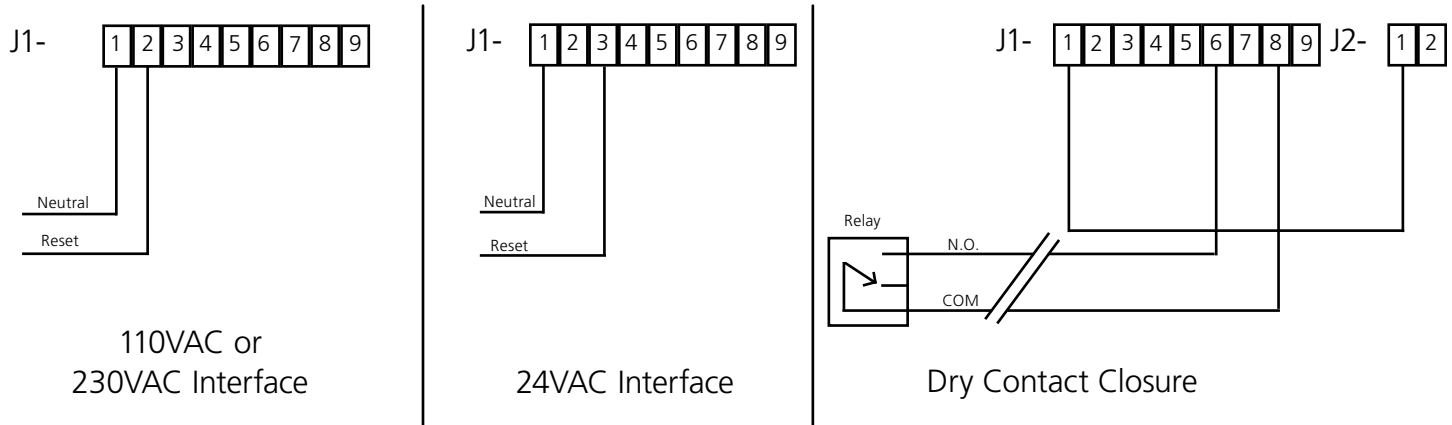 J1- 1 2 3 4 5 6 7 8 9
Neutral
Reset
110VAC or
230VAC Interface
J1- 1 2 3 4 5 6 7 8 9
Neutral
Reset
24VAC Interface
J1- 1 2 3 4 5 6 7 8 9 J2- 1 2
Relay
N.O.
COM
Dry Contact Closure